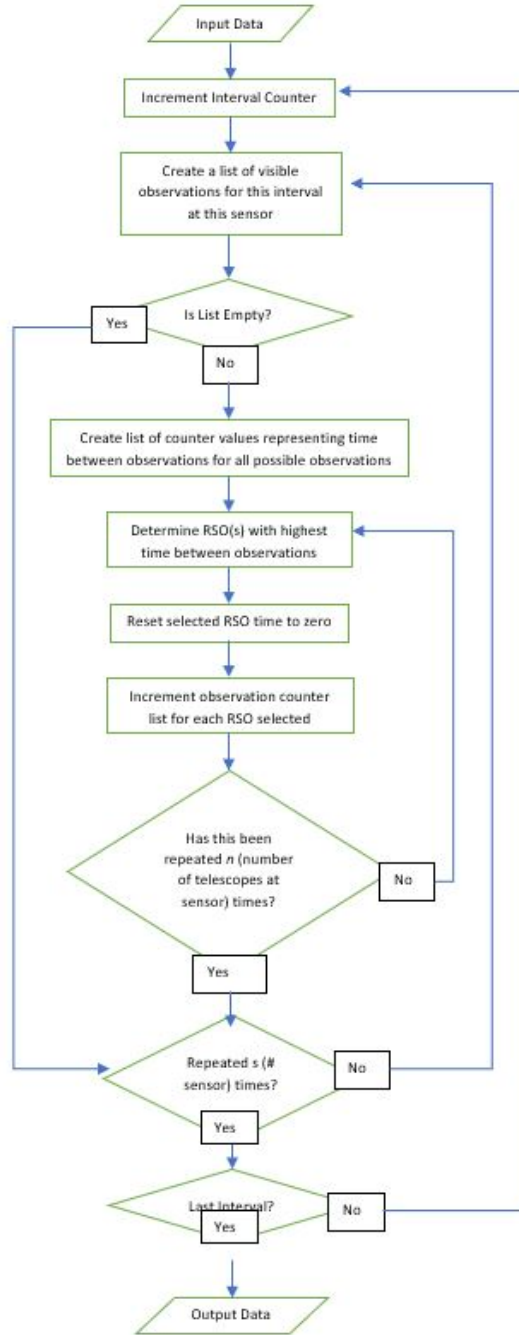 Input Data
Increment Interval Counter
Create a list of visible
observations for this interval
at this sensor
Is List Empty?
Yes
No
Create list of counter values representing time
between observations for all possible observations
Determine RSO(s) with highest
time between observations
Reset selected RSO time to zero
Increment observation counter
list for each RSO selected
Has this been
repeated n (number
of telescopes at
sensor) times?
No
Yes
Repeated s (#
sensor) times?
No
Yes
Last Interval?
No
Yes
Output Data